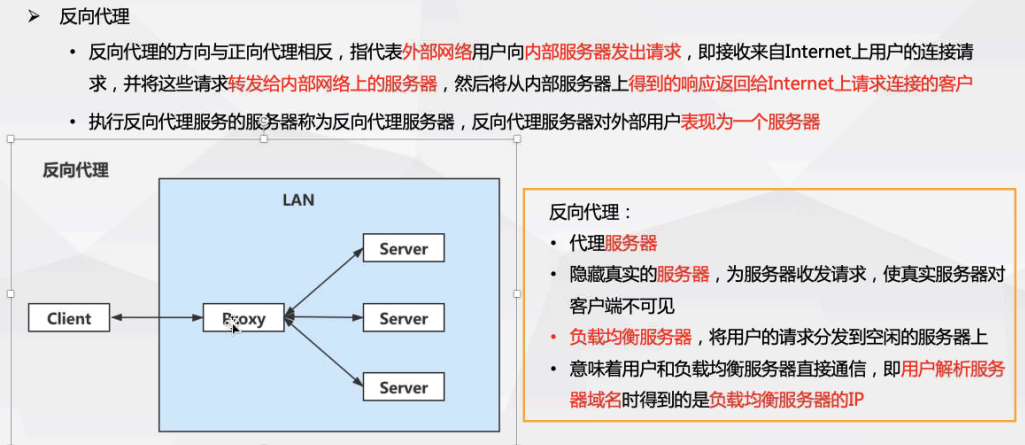 ➢ 反向代理
• 反向代理的方向与正向代理相反，指代表外部网络用户向内部服务器发出请求，即接收来自Internet上用户的连接请
求，并将这些请求转发给内部网络上的服务器，然后将从内部服务器上得到的响应返回给Internet上请求连接的客户
• 执行反向代理服务的服务器称为反向代理服务器，反向代理服务器对外部用户表现为一个服务器
反向代理
LAN
Server
Client
Proxy
Server
Server
反向代理：
• 代理服务器
• 隐藏真实的服务器，为服务器收发请求，使真实服务器对
客户端不可见
• 负载均衡服务器，将用户的请求分发到空闲的服务器上
• 意味着用户和负载均衡服务器直接通信，即用户解析服务
器域名时得到的是负载均衡服务器的IP